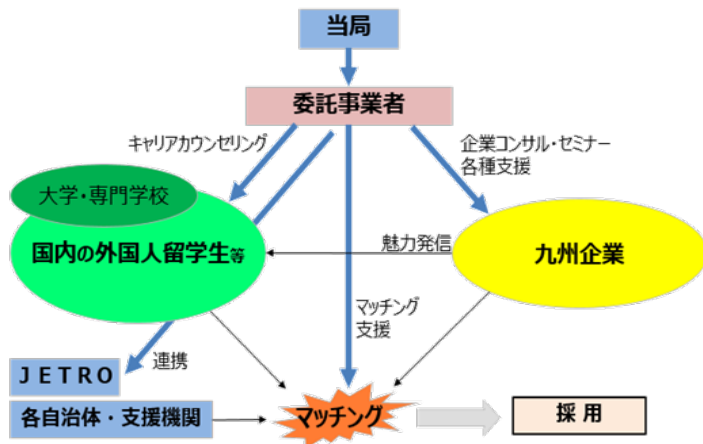 当局
委託事業者
キャリアカウンセリング
企業コンサル・セミナー
各種支援
大学・専門学校
国内の外国人留学生等
魅力発信
九州企業
マッチング
支援
連携
ＪＥＴＲＯ
各自治体・支援機関
マッチング
採用